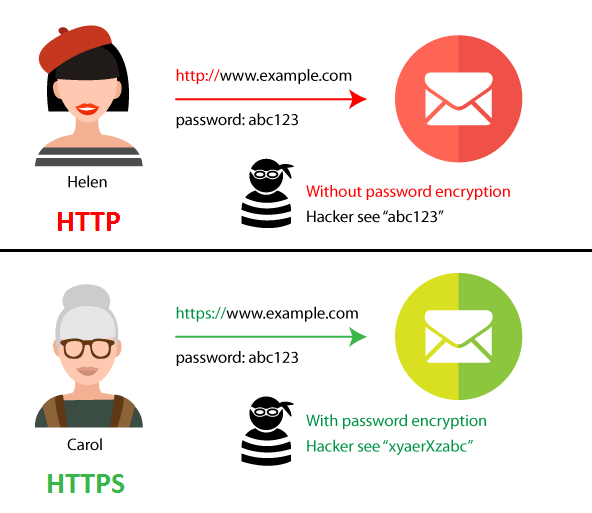 http://www.example.com
password: abc123
Helen
HTTP
Without password encryption
Hacker see “abc123”
https://www.example.com
password: abc123
Carol
HTTPS
With password encryption
Hacker see “xyaerXzabc”